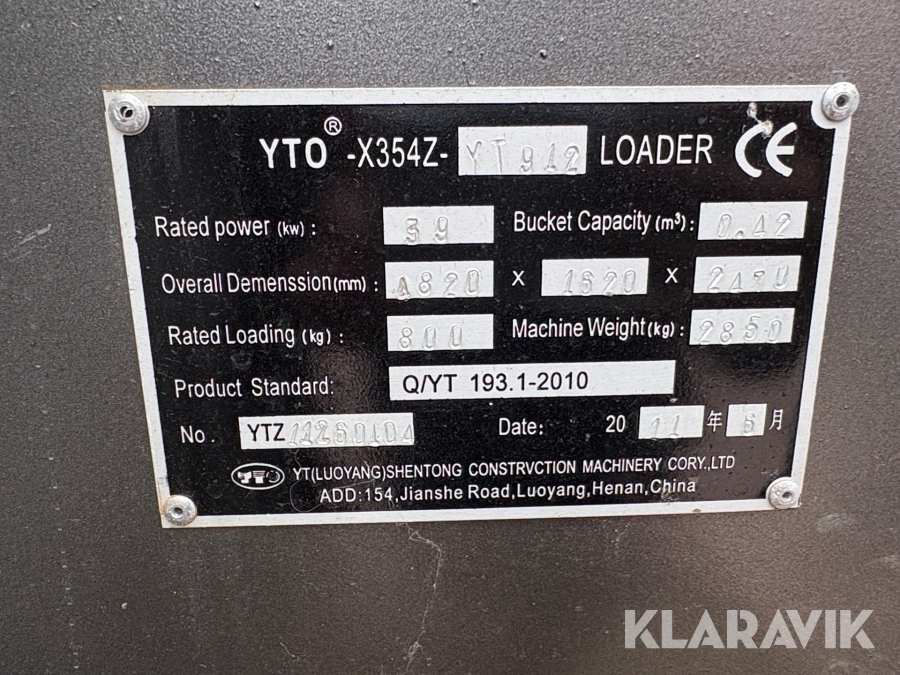 YTO® -X354Z- YT912 LOADER CE
Rated power (kw): 39 Bucket Capacity (m³): 0.42
Overall Demenssion(mm): 4820 X 1620 X 2470
Rated Loading (kg): 800 Machine Weight(kg): 2850
Product Standard: Q/YT 193.1-2010
No. YTZ Date: 20 11 年 6 月
YTO YT(LUOYANG)SHENTONG CONSTRVCTION MACHINERY CORY.,LTD
ADD:154,Jianshe Road,Luoyang,Henan,China
KLARAVIK